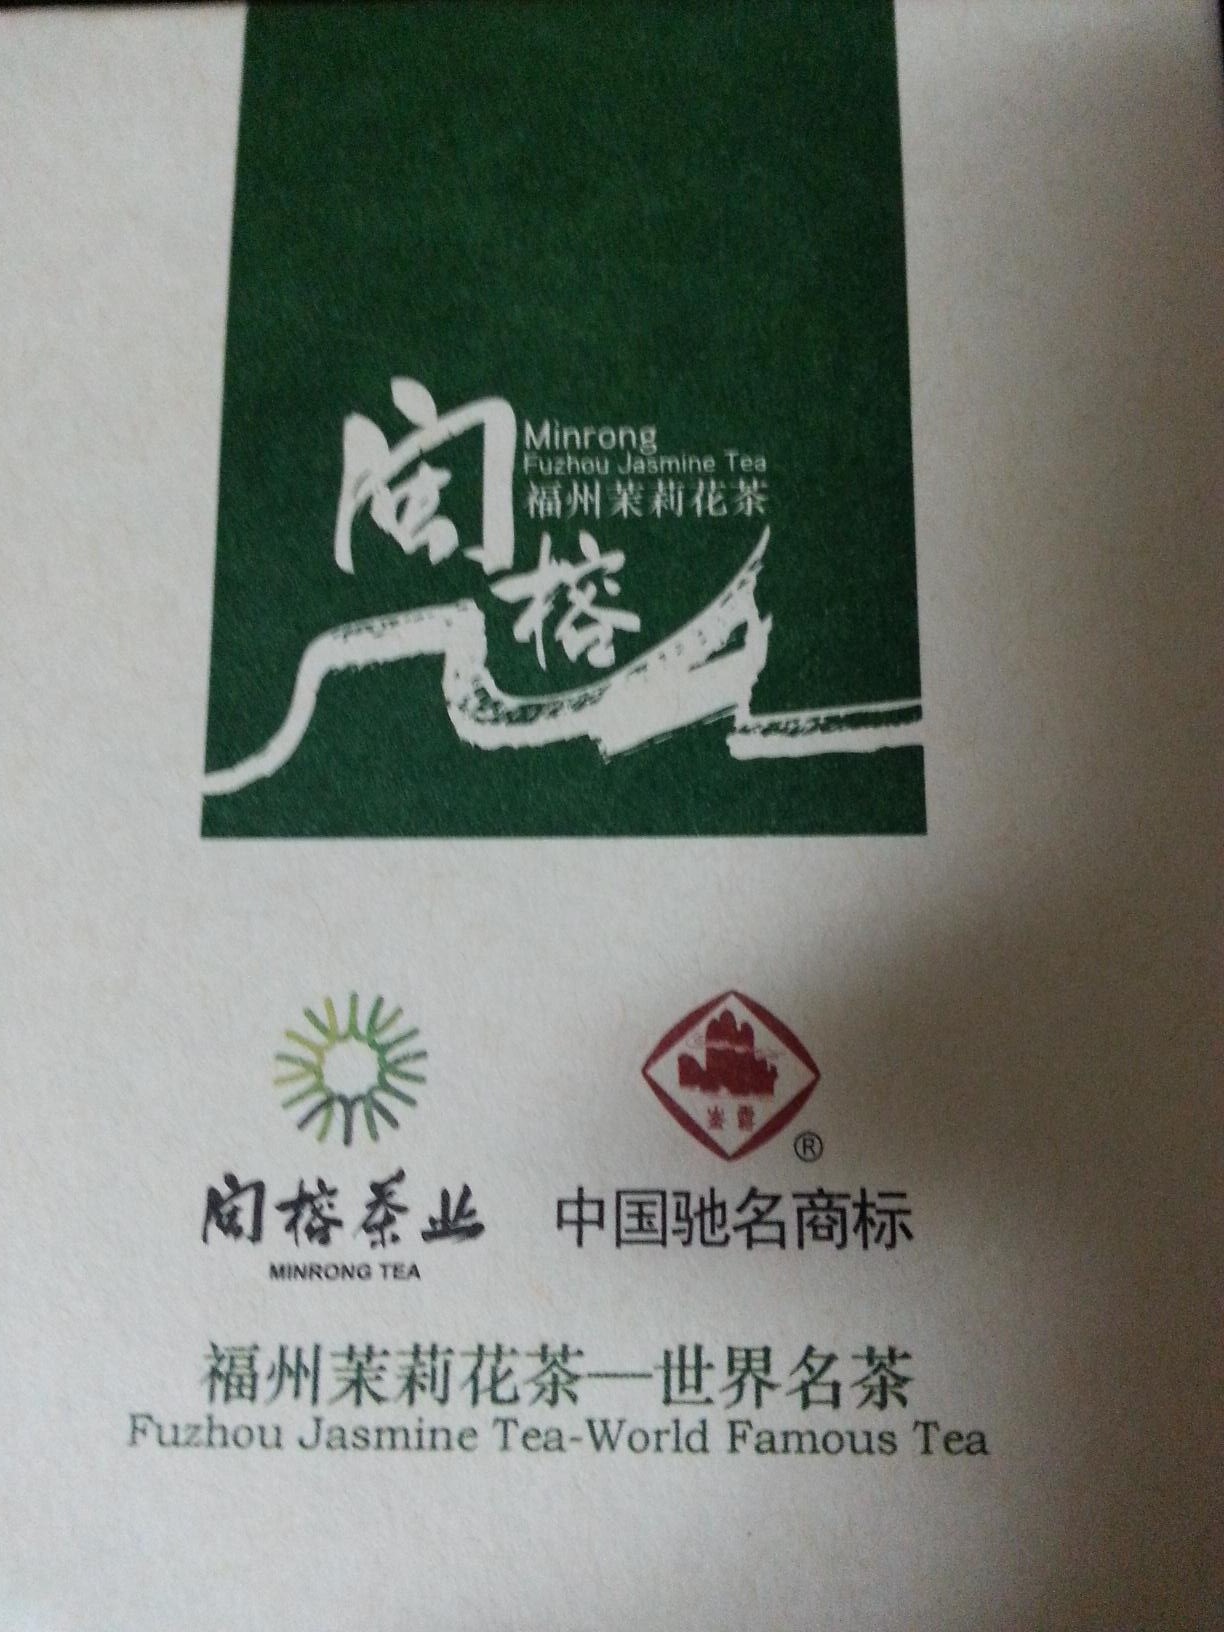 闽榕
Minrong
Fuzhou Jasmine Tea
福州茉莉花茶
闽榕茶业
MINRONG TEA
®
中国驰名商标
福州茉莉花茶—世界名茶
Fuzhou Jasmine Tea-World Famous Tea